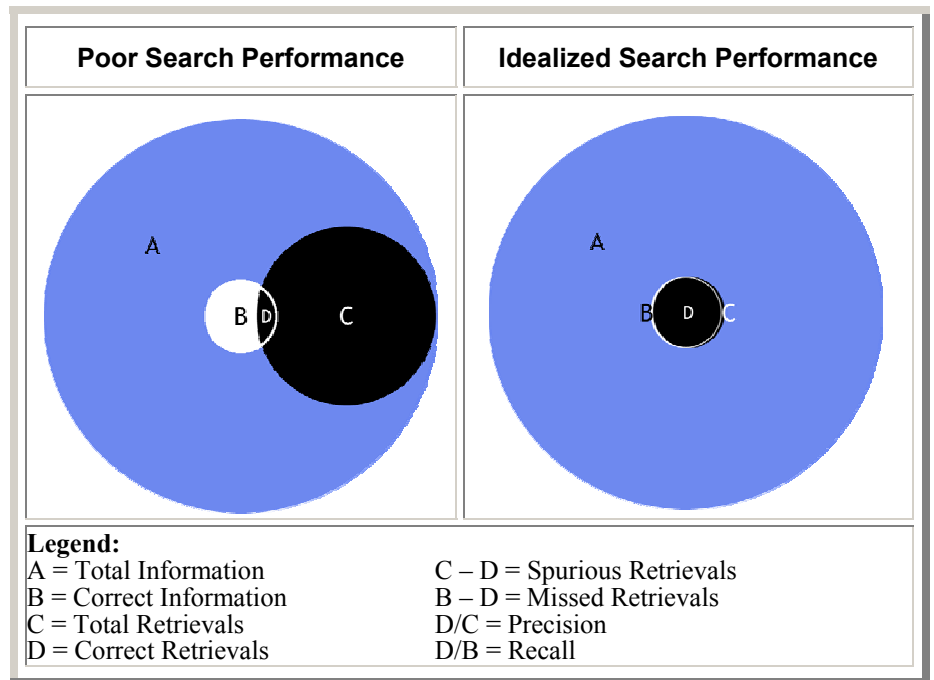 Poor Search Performance
Idealized Search Performance
A
B
D
C
A
B
D
C
Legend:
A = Total Information
B = Correct Information
C = Total Retrievals
D = Correct Retrievals
C – D = Spurious Retrievals
B – D = Missed Retrievals
D/C = Precision
D/B = Recall